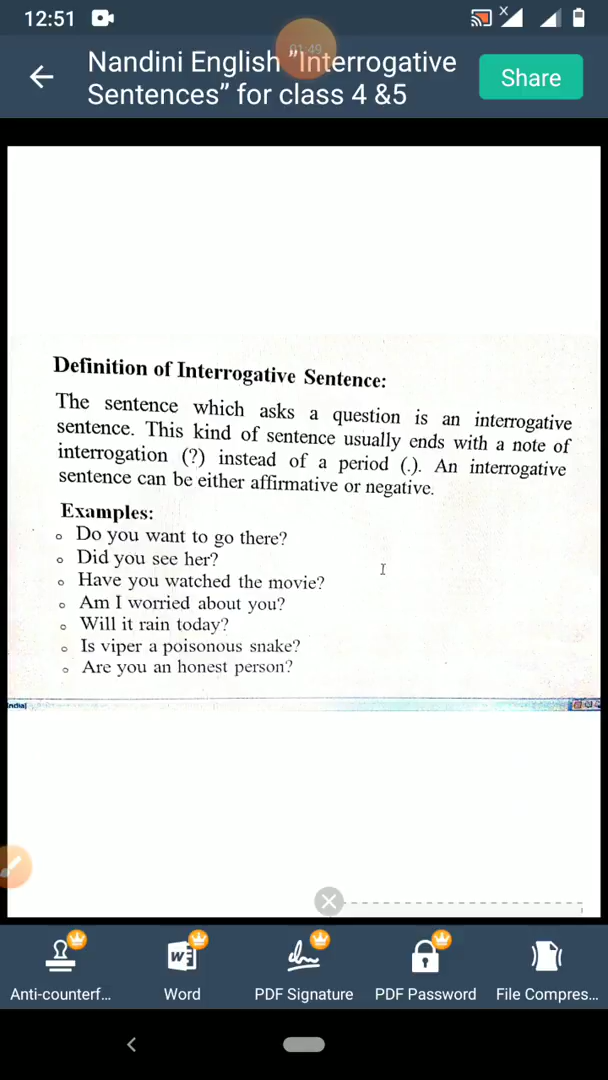 12:51
01:49
Nandini English "Interrogative
Sentences” for class 4 &5
Share
Definition of Interrogative Sentence:
The sentence which asks a question is an interrogative
sentence. This kind of sentence usually ends with a note of
interrogation (?) instead of a period (.). An interrogative
sentence can be either affirmative or negative.
Examples:
Do you want to go there?
Did you see her?
Have you watched the movie?
Am I worried about you?
Will it rain today?
Is viper a poisonous snake?
Are you an honest person?
Anti-counterf... Word PDF Signature PDF Password File Compres...